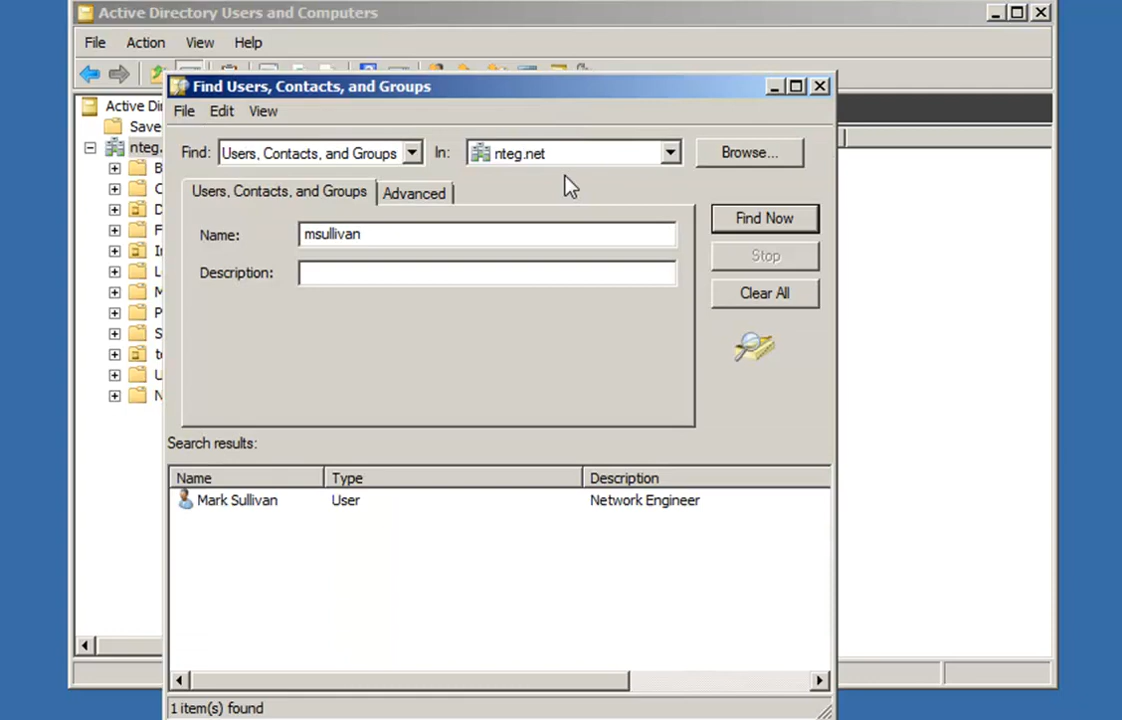 Active Directory Users and Computers
File Action View Help
Active Di
Save
nteg.
Find Users, Contacts, and Groups
File Edit View
Find: Users, Contacts, and Groups In: nteg.net Browse...
Users, Contacts, and Groups Advanced
Name: msullivan
Description:
Find Now
Stop
Clear All
B
C
D
F
L
M
P
S
Search results:
Name Type Description
Mark Sullivan User Network Engineer
1 item(s) found